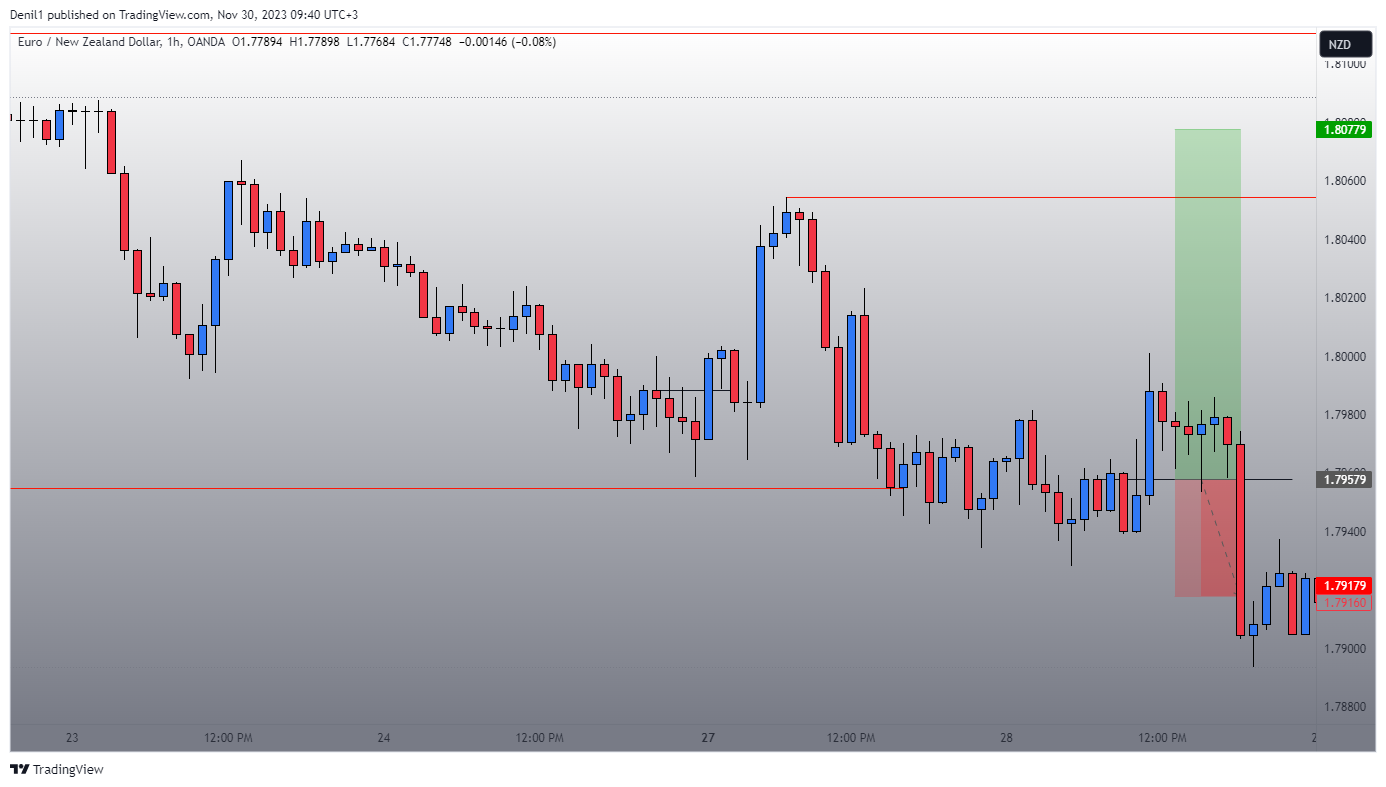 Denil1 published on TradingView.com, Nov 30, 2023 09:40 UTC+3
Euro / New Zealand Dollar, 1h, OANDA O1.77894 H1.77898 L1.77684 C1.77748 −0.00146 (−0.08%)
NZD
1.81000
1.80779
1.80600
1.80400
1.80200
1.80000
1.79800
1.79579
1.79400
1.79179
1.79160
1.79000
1.78800
23 12:00 PM 24 12:00 PM 27 12:00 PM 28 12:00 PM
TradingView